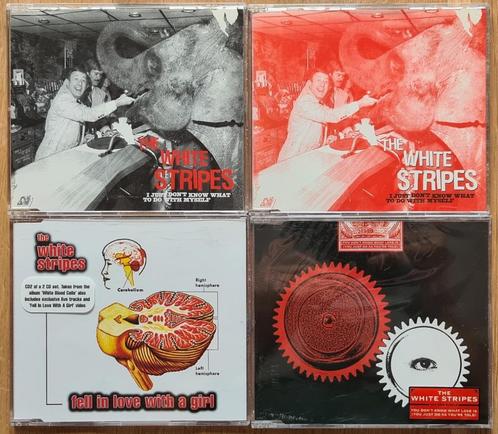 THE
WHITE
STRIPES
I JUST DON'T KNOW WHAT
TO DO WITH MYSELF
THE
WHITE
STRIPES
I JUST DON'T KNOW WHAT
TO DO WITH MYSELF
the
white
stripes
CD2 of a 2 CD set. Taken from the
album 'White Blood Cells' also
includes exclusive live tracks and
'Fell In Love With A Girl' video
Cerebellum
Right
hemisphere
Left
hemisphere
fell in love with a girl
THE
WHITE STRIPES
YOU DON'T KNOW WHAT LOVE IS
(YOU JUST DO AS YOU'RE TOLD)